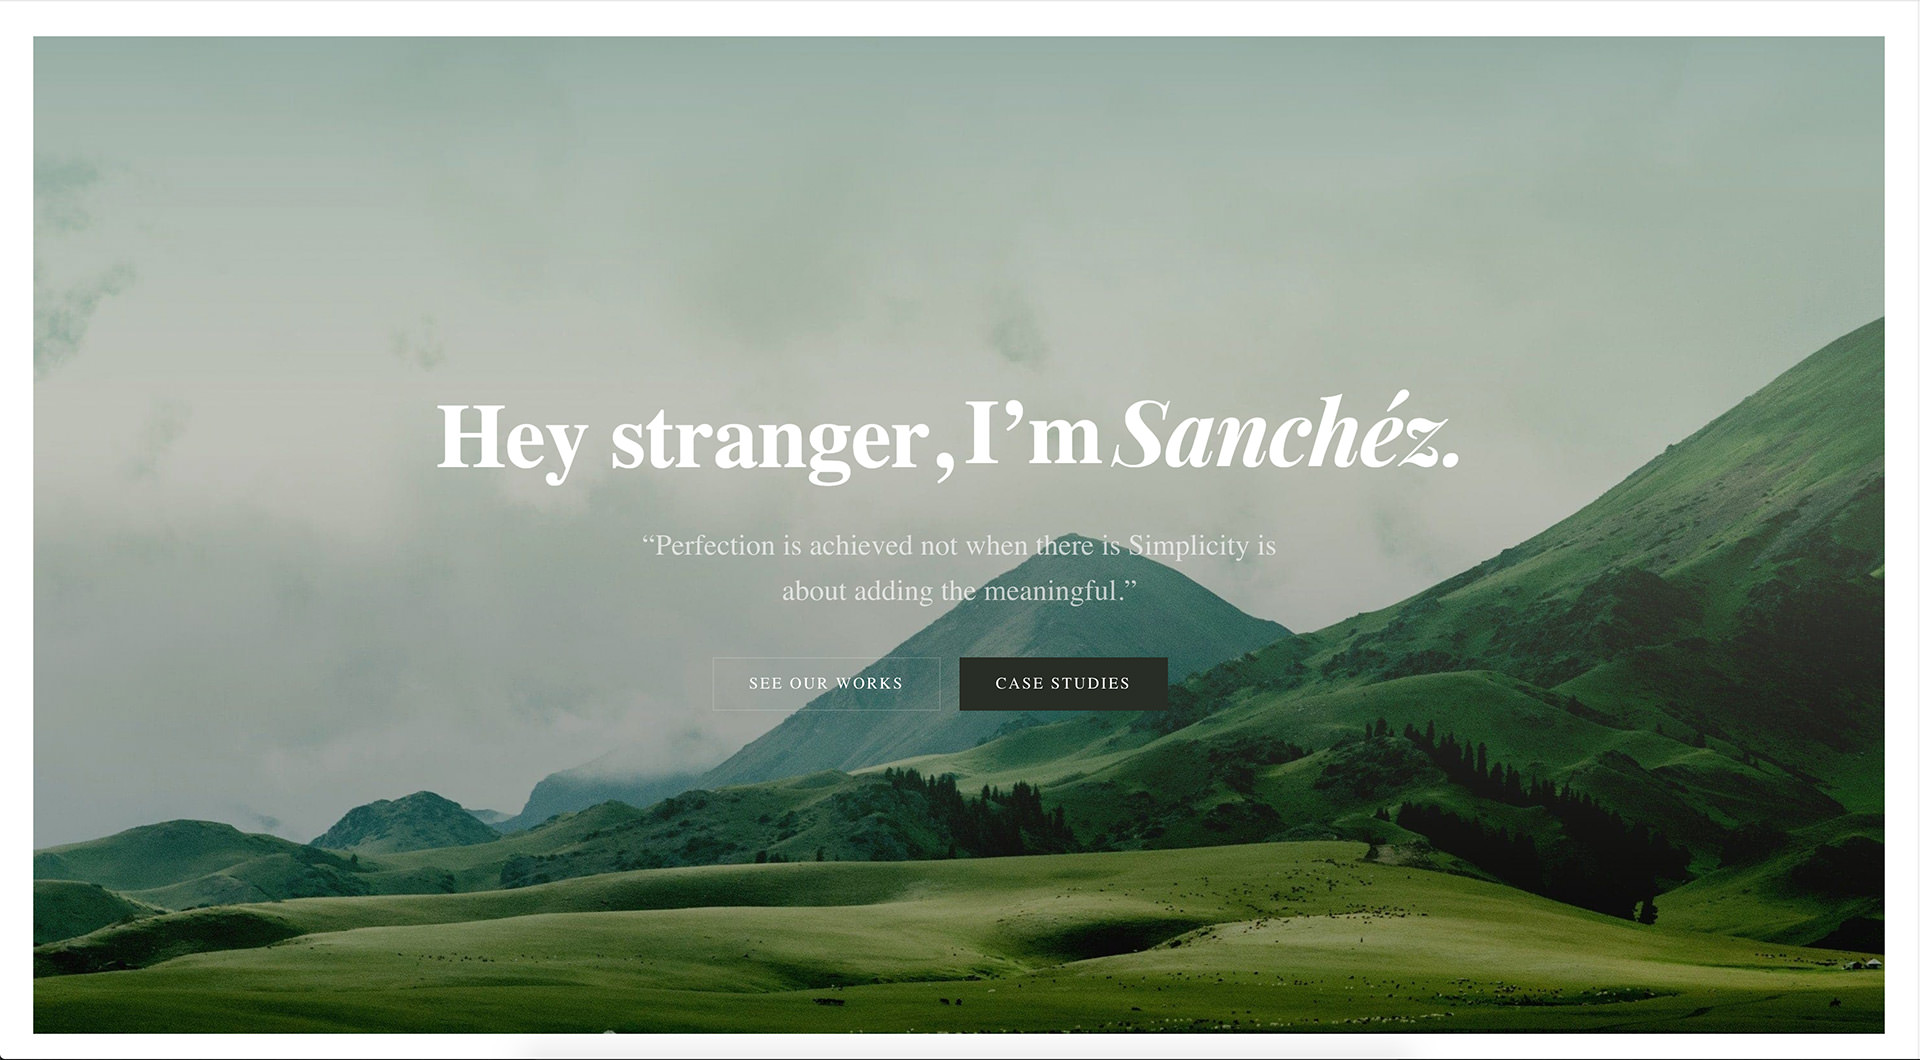 Hey stranger, I’m Sanchéz.
“Perfection is achieved not when there is Simplicity is
about adding the meaningful.”
SEE OUR WORKS
CASE STUDIES